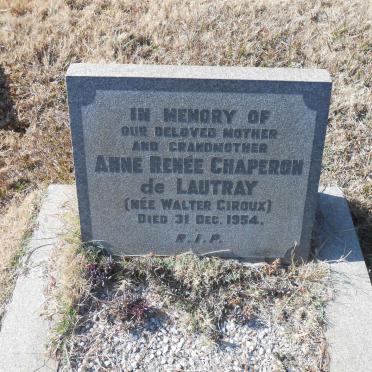 IN MEMORY OF
OUR BELOVED MOTHER
AND GRANDMOTHER
ANNE RENÉE CHAPERON
de LAUTRAY
(NÉE WALTER CIROUX)
DIED 31 DEC. 1954.
R.I.P.